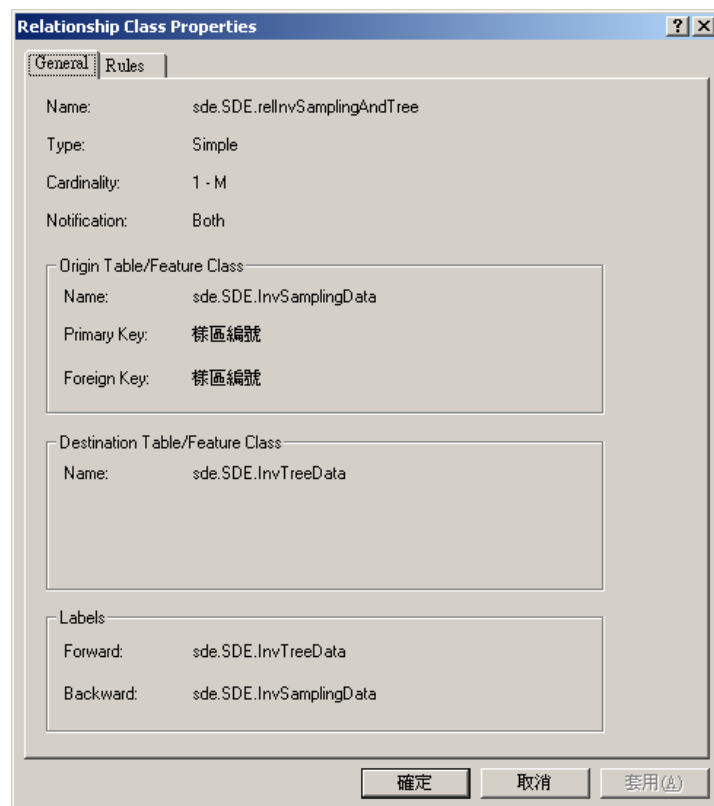 Relationship Class Properties
General Rules
Name: sde.SDE.relInvSamplingAndTree
Type: Simple
Cardinality: 1 - M
Notification: Both
Origin Table/Feature Class
Name: sde.SDE.InvSamplingData
Primary Key: 樣區編號
Foreign Key: 樣區編號
Destination Table/Feature Class
Name: sde.SDE.InvTreeData
Labels
Forward: sde.SDE.InvTreeData
Backward: sde.SDE.InvSamplingData
確定 取消 套用(A)